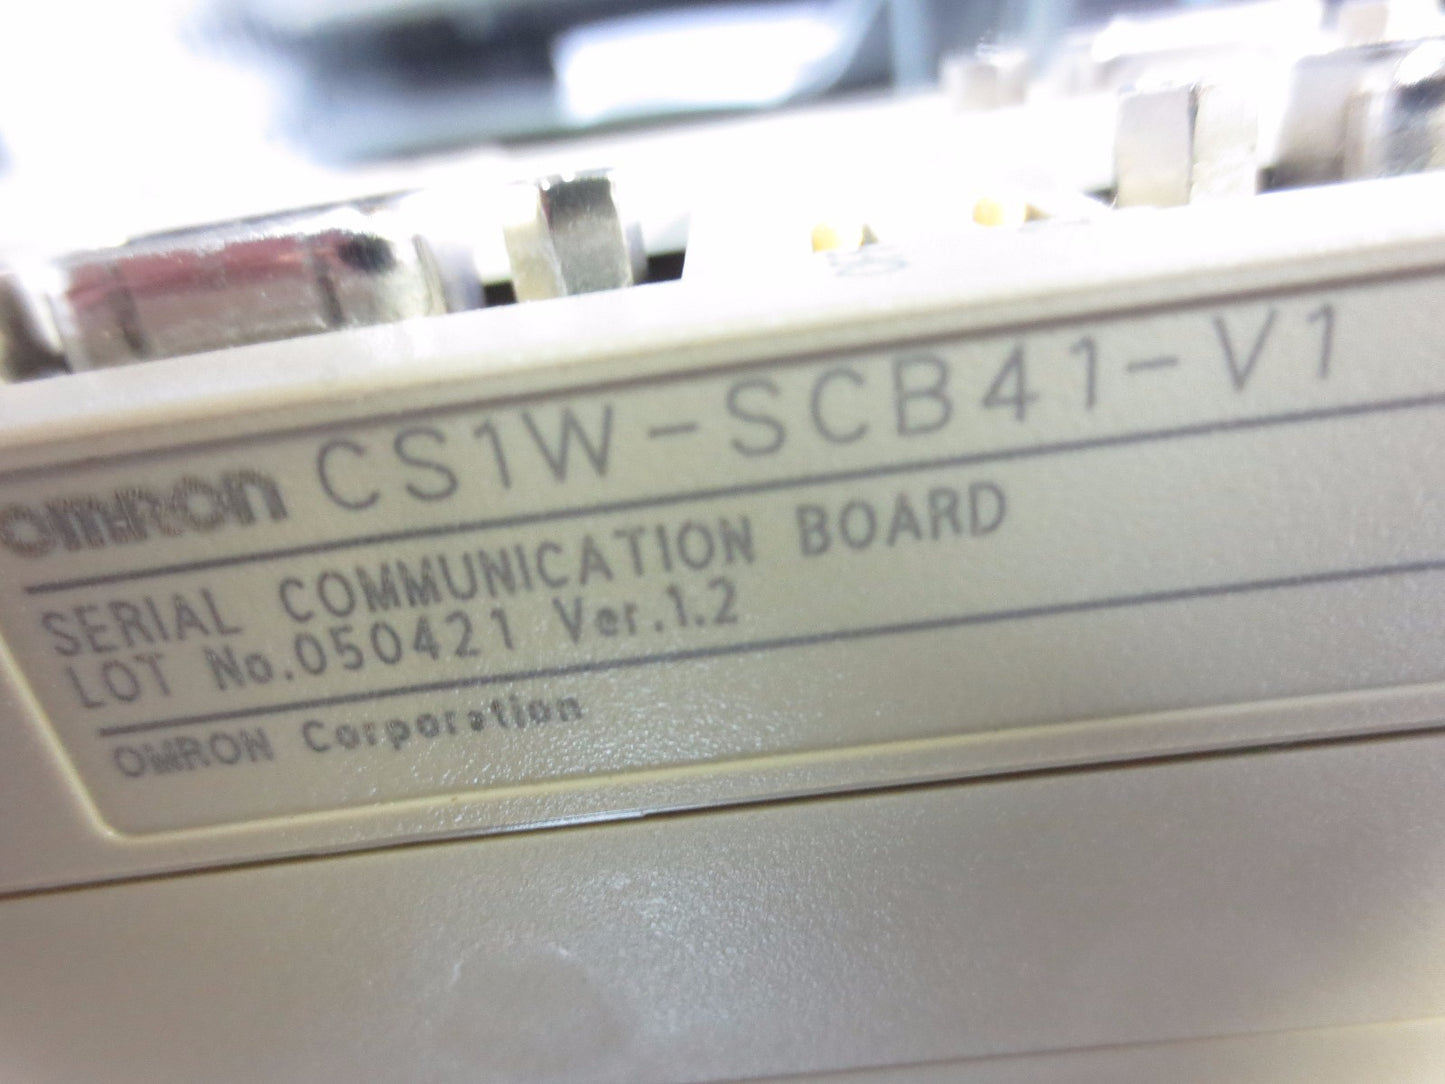 OMRON CS1W-SCB41-V1
SERIAL COMMUNICATION BOARD
LOT No.050421 Ver.1.2
OMRON Corporation